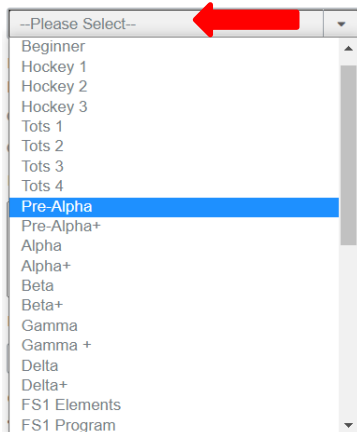 --Please Select--
Beginner
Hockey 1
Hockey 2
Hockey 3
Tots 1
Tots 2
Tots 3
Tots 4
Pre-Alpha
Pre-Alpha+
Alpha
Alpha+
Beta
Beta+
Gamma
Gamma +
Delta
Delta+
FS1 Elements
FS1 Program